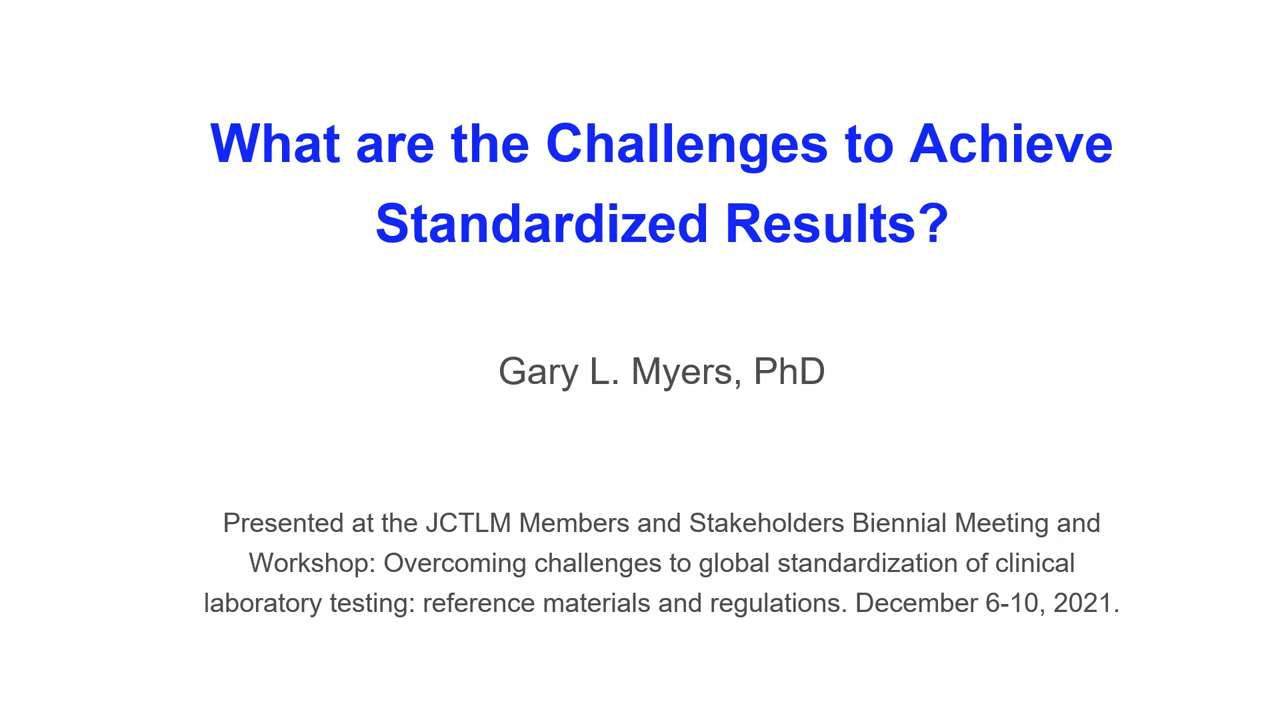 What are the Challenges to Achieve
Standardized Results?
Gary L. Myers, PhD
Presented at the JCTLM Members and Stakeholders Biennial Meeting and
Workshop: Overcoming challenges to global standardization of clinical
laboratory testing: reference materials and regulations. December 6-10, 2021.